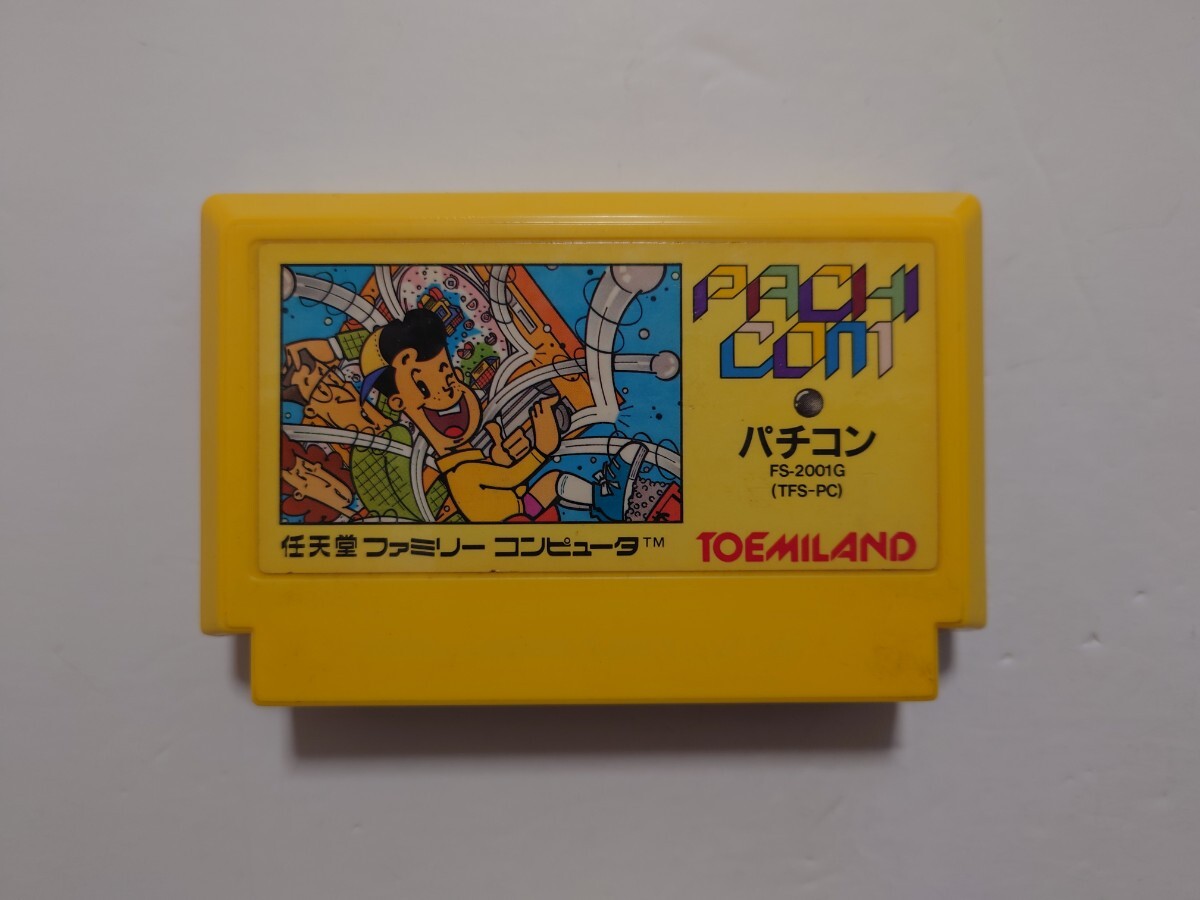 PACHI
COM
パチコン
FS-2001G
(TFS-PC)
任天堂 ファミリー コンピュータ™
TOEMILAND